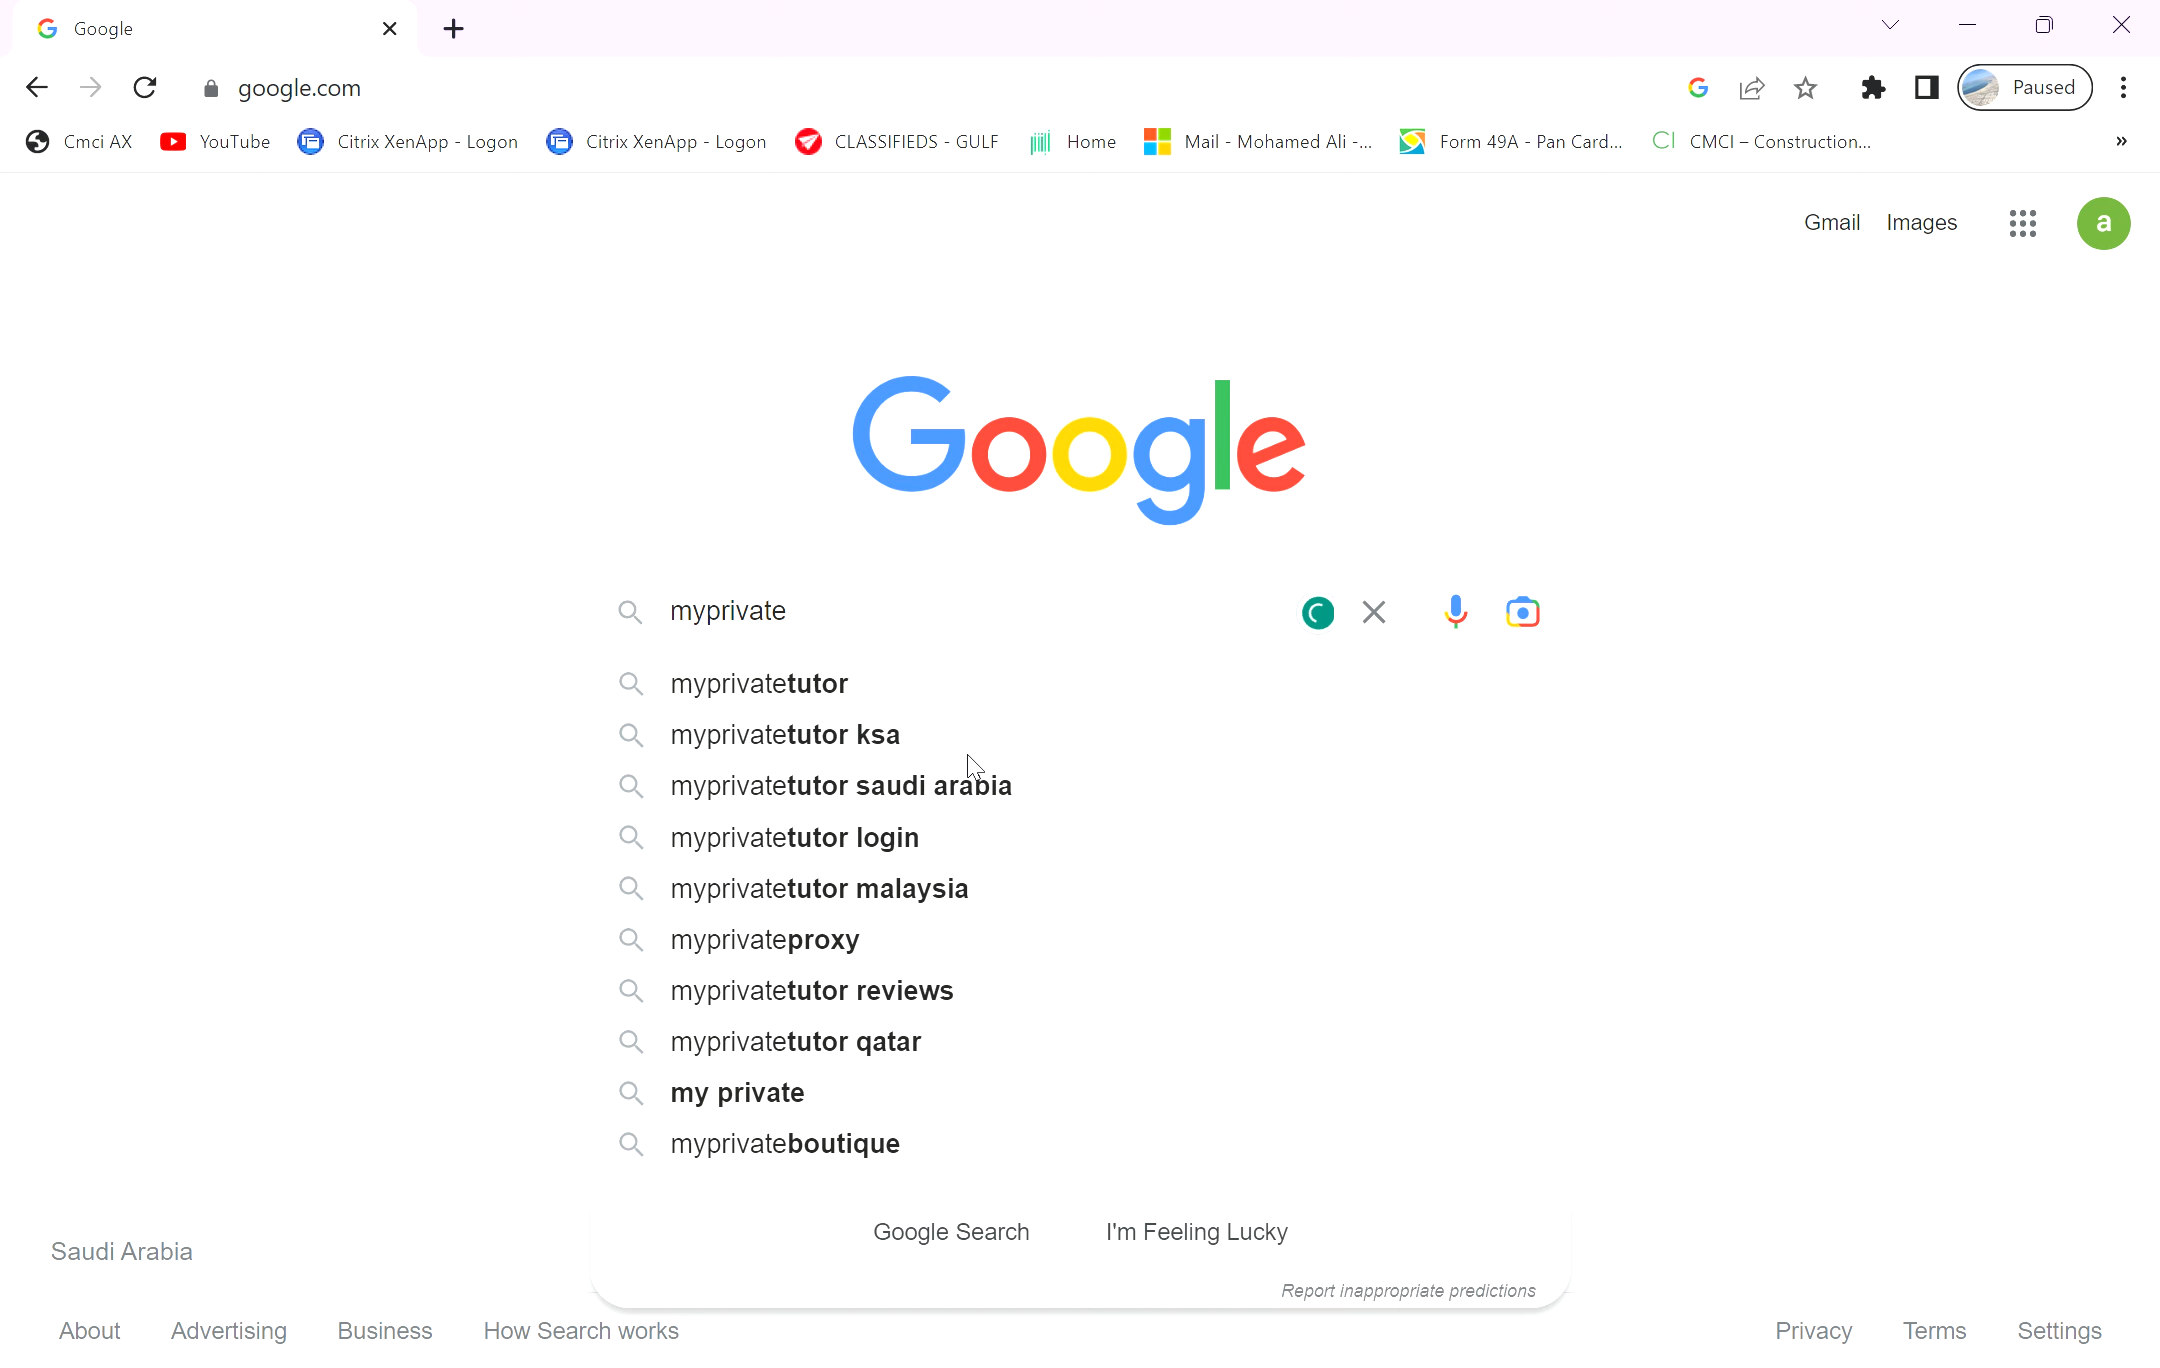 Google
google.com
Paused
Cmci AX YouTube Citrix XenApp - Logon Citrix XenApp - Logon CLASSIFIEDS - GULF Home Mail - Mohamed Ali -... Form 49A - Pan Card... CI CMCI – Construction... »
Gmail Images a
Google
myprivate
myprivatetutor
myprivatetutor ksa
myprivatetutor saudi arabia
myprivatetutor login
myprivatetutor malaysia
myprivateproxy
myprivatetutor reviews
myprivatetutor qatar
my private
myprivateboutique
Google Search I'm Feeling Lucky
Saudi Arabia
Report inappropriate predictions
About Advertising Business How Search works Privacy Terms Settings